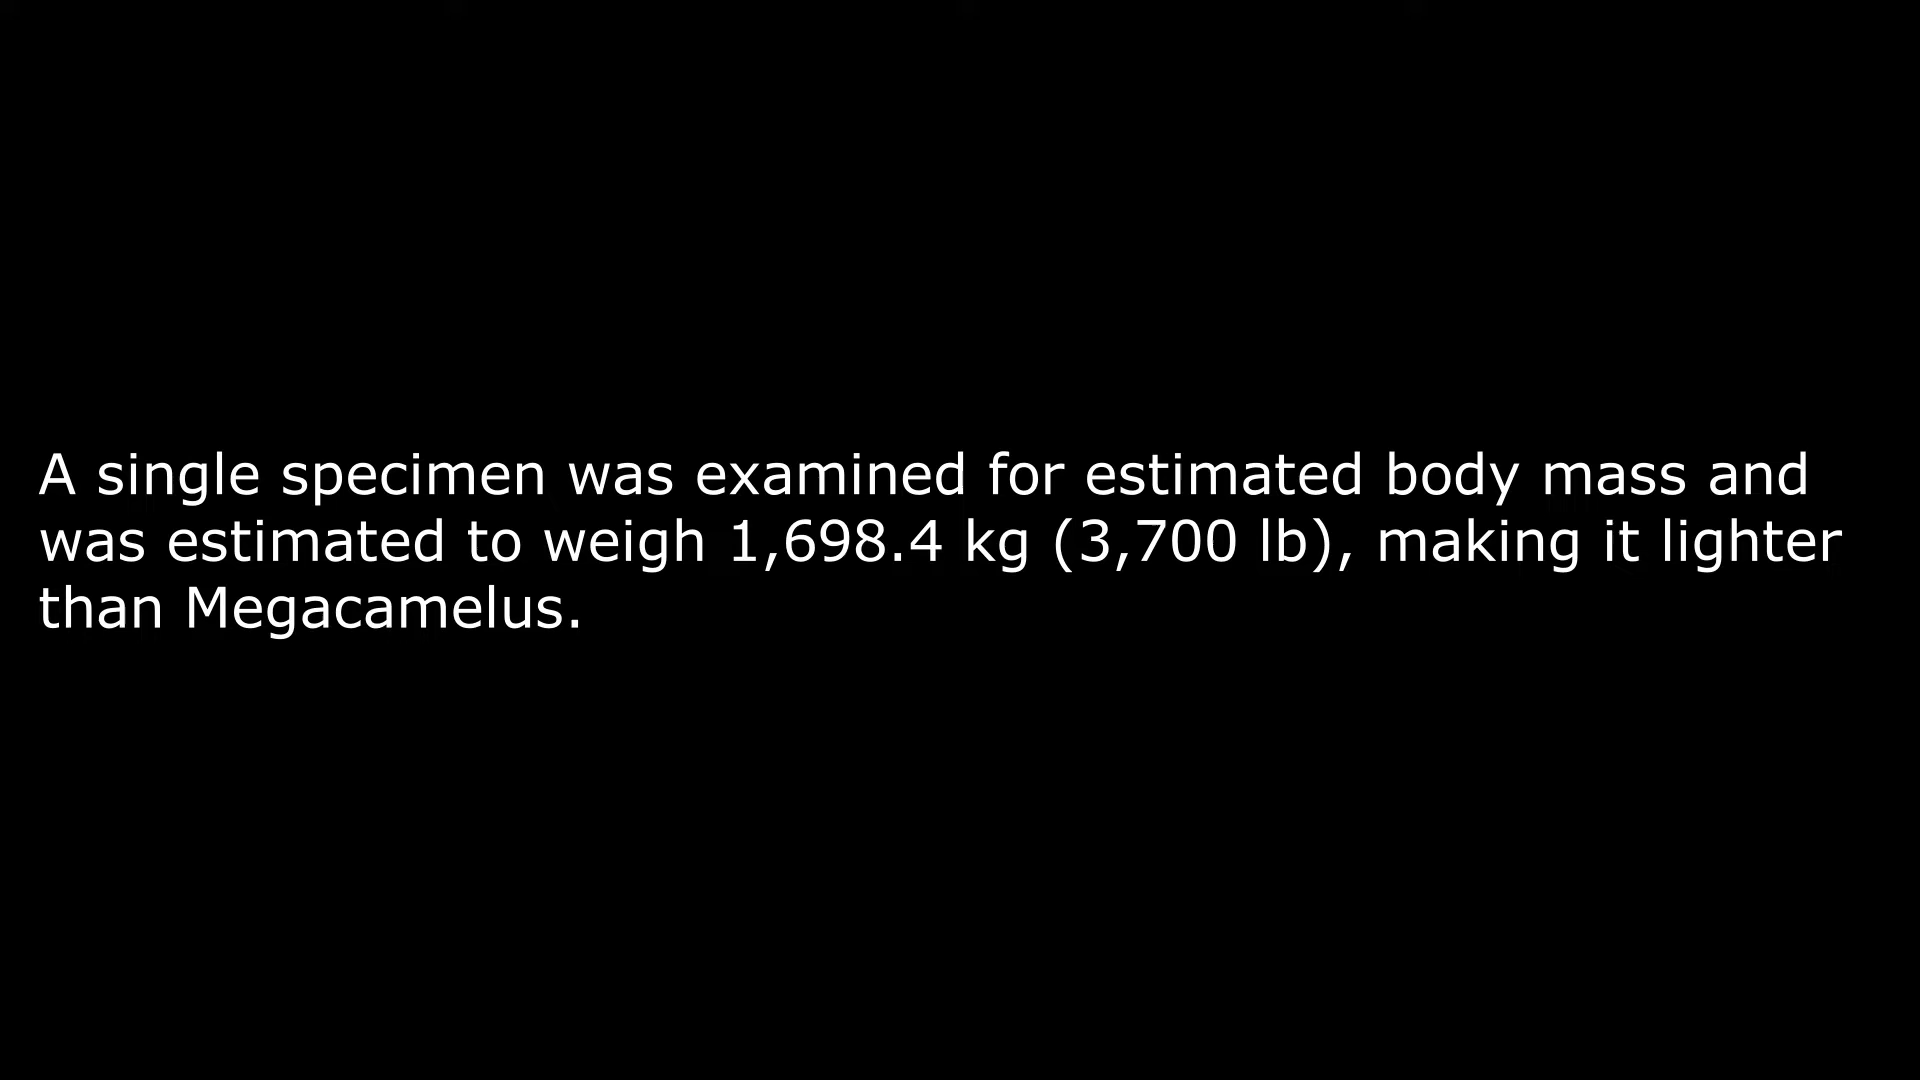 A single specimen was examined for estimated body mass and
was estimated to weigh 1,698.4 kg (3,700 lb), making it lighter
than Megacamelus.